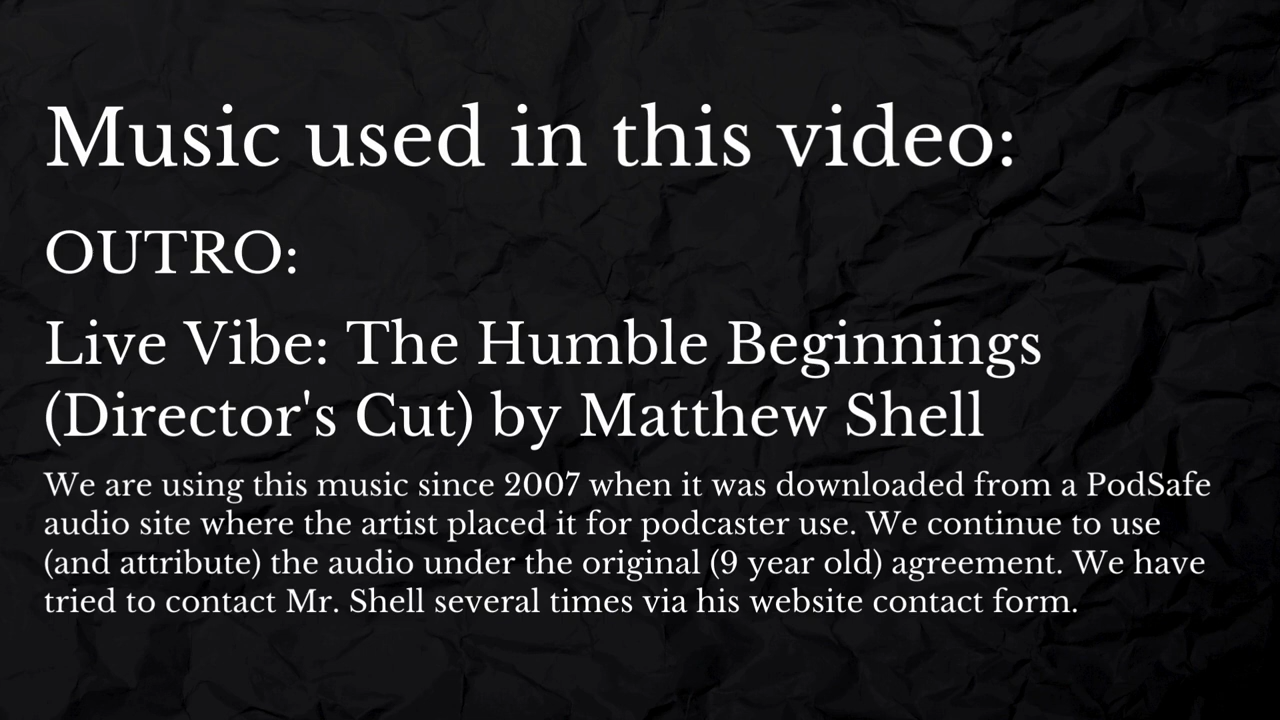 Music used in this video:
OUTRO:
Live Vibe: The Humble Beginnings
(Director's Cut) by Matthew Shell
We are using this music since 2007 when it was downloaded from a PodSafe
audio site where the artist placed it for podcaster use. We continue to use
(and attribute) the audio under the original (9 year old) agreement. We have
tried to contact Mr. Shell several times via his website contact form.